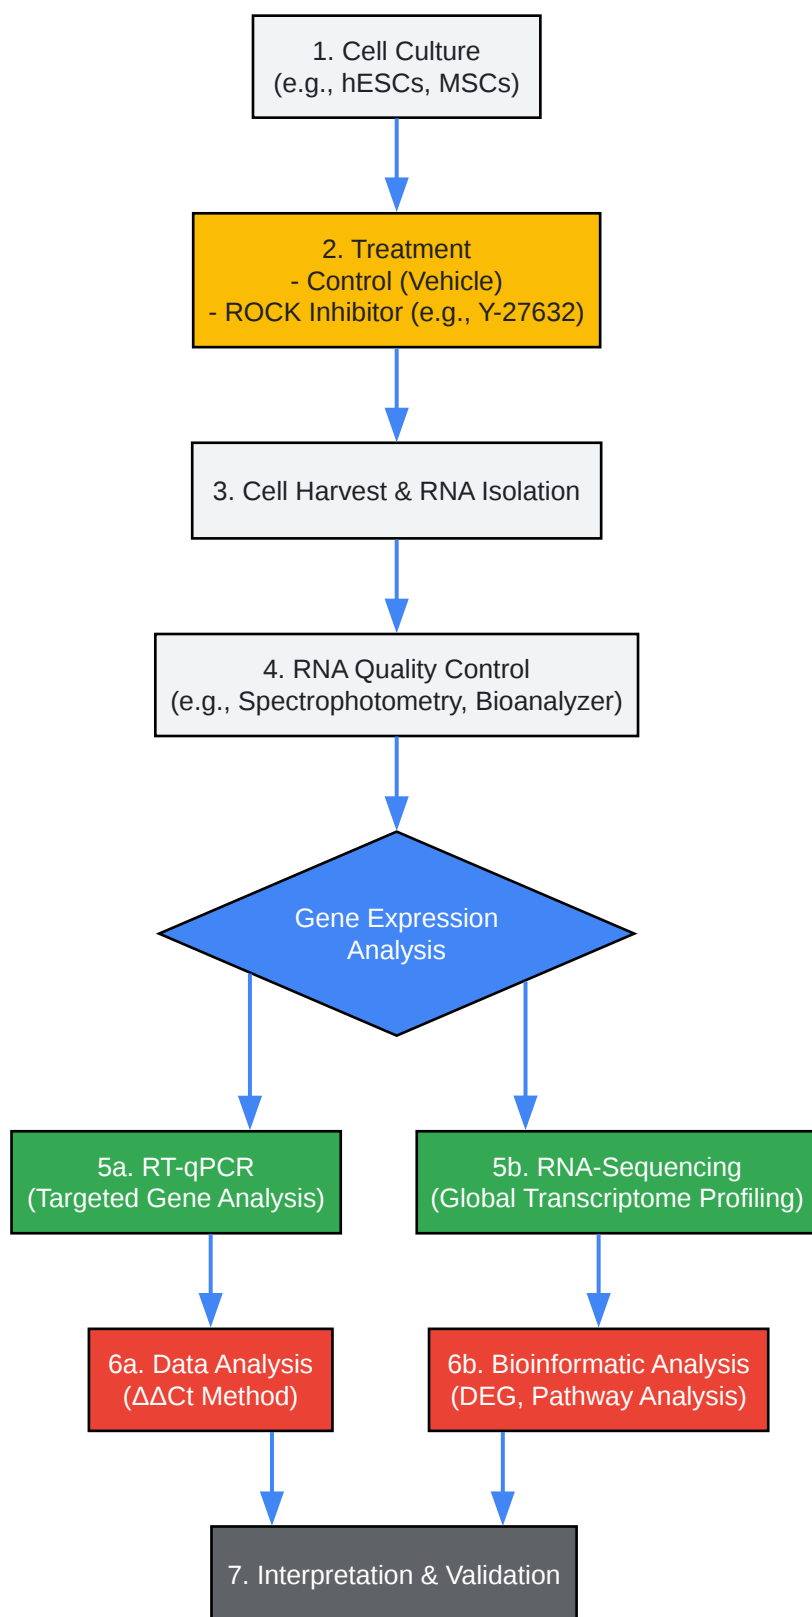 1. Cell Culture
(e.g., hESCs, MSCs)
2. Treatment
- Control (Vehicle)
- ROCK Inhibitor (e.g., Y-27632)
3. Cell Harvest & RNA Isolation
4. RNA Quality Control
(e.g., Spectrophotometry, Bioanalyzer)
Gene Expression
Analysis
5a. RT-qPCR
(Targeted Gene Analysis)
5b. RNA-Sequencing
(Global Transcriptome Profiling)
6a. Data Analysis
(ΔΔCt Method)
6b. Bioinformatic Analysis
(DEG, Pathway Analysis)
7. Interpretation & Validation